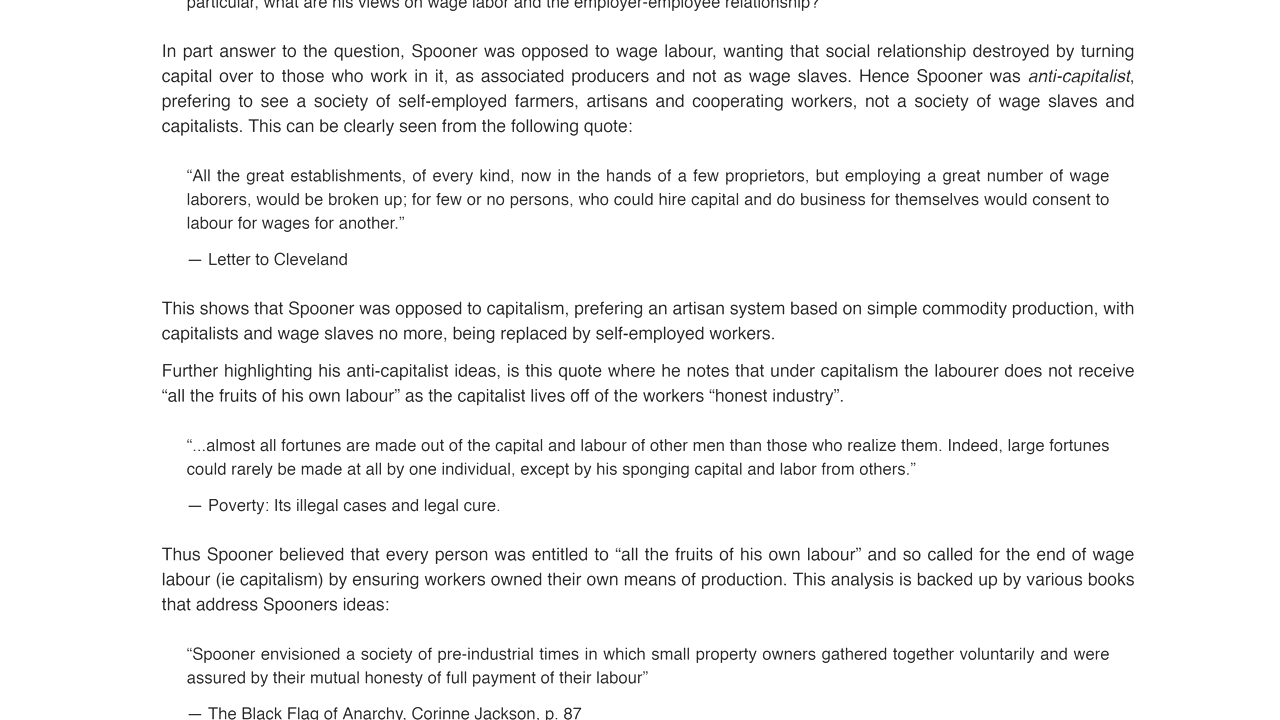 particular, what are his views on wage labor and the employer-employee relationship?
In part answer to the question, Spooner was opposed to wage labour, wanting that social relationship destroyed by turning
capital over to those who work in it, as associated producers and not as wage slaves. Hence Spooner was anti-capitalist,
prefering to see a society of self-employed farmers, artisans and cooperating workers, not a society of wage slaves and
capitalists. This can be clearly seen from the following quote:
“All the great establishments, of every kind, now in the hands of a few proprietors, but employing a great number of wage
laborers, would be broken up; for few or no persons, who could hire capital and do business for themselves would consent to
labour for wages for another.”
— Letter to Cleveland
This shows that Spooner was opposed to capitalism, prefering an artisan system based on simple commodity production, with
capitalists and wage slaves no more, being replaced by self-employed workers.
Further highlighting his anti-capitalist ideas, is this quote where he notes that under capitalism the labourer does not receive
“all the fruits of his own labour” as the capitalist lives off of the workers “honest industry”.
“...almost all fortunes are made out of the capital and labour of other men than those who realize them. Indeed, large fortunes
could rarely be made at all by one individual, except by his sponging capital and labor from others.”
— Poverty: Its illegal cases and legal cure.
Thus Spooner believed that every person was entitled to “all the fruits of his own labour” and so called for the end of wage
labour (ie capitalism) by ensuring workers owned their own means of production. This analysis is backed up by various books
that address Spooners ideas:
“Spooner envisioned a society of pre-industrial times in which small property owners gathered together voluntarily and were
assured by their mutual honesty of full payment of their labour”
— The Black Flag of Anarchy, Corinne Jackson, p. 87